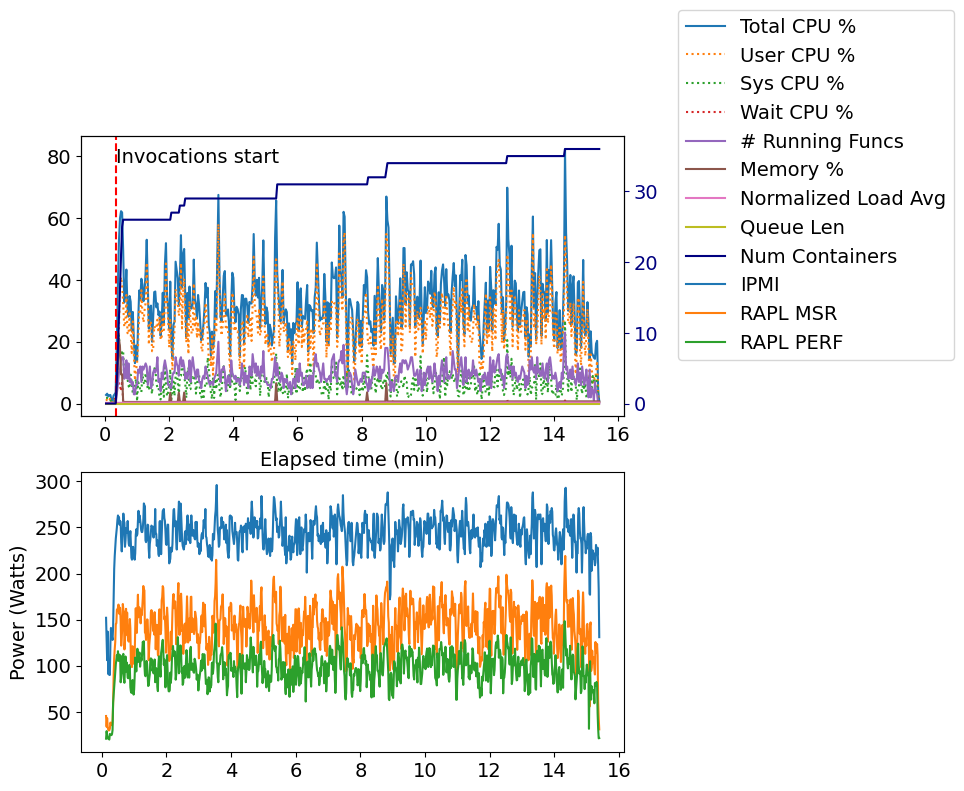 Total CPU %
User CPU %
Sys CPU %
Wait CPU %
# Running Funcs
Memory %
Normalized Load Avg
Queue Len
Num Containers
IPMI
RAPL MSR
RAPL PERF
Invocations start
80
60
40
20
0
30
20
10
0
0 2 4 6 8 10 12 14 16
Elapsed time (min)
300
250
200
150
100
50
Power (Watts)
0 2 4 6 8 10 12 14 16